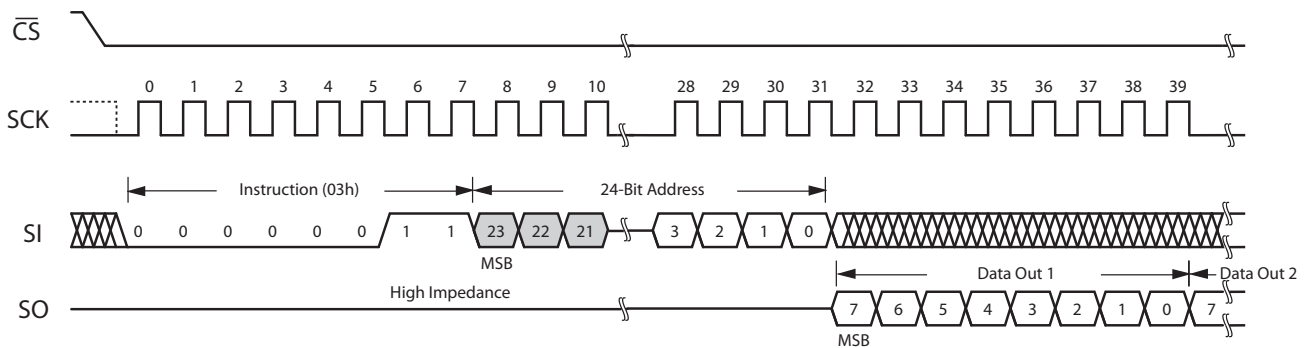 CS
0 1 2 3 4 5 6 7 8 9 10 28 29 30 31 32 33 34 35 36 37 38 39
SCK
Instruction (03h) 24-Bit Address
SI 0 0 0 0 0 0 1 1 23 22 21 3 2 1 0
MSB
Data Out 1 Data Out 2
High Impedance
SO 7 6 5 4 3 2 1 0 7
MSB